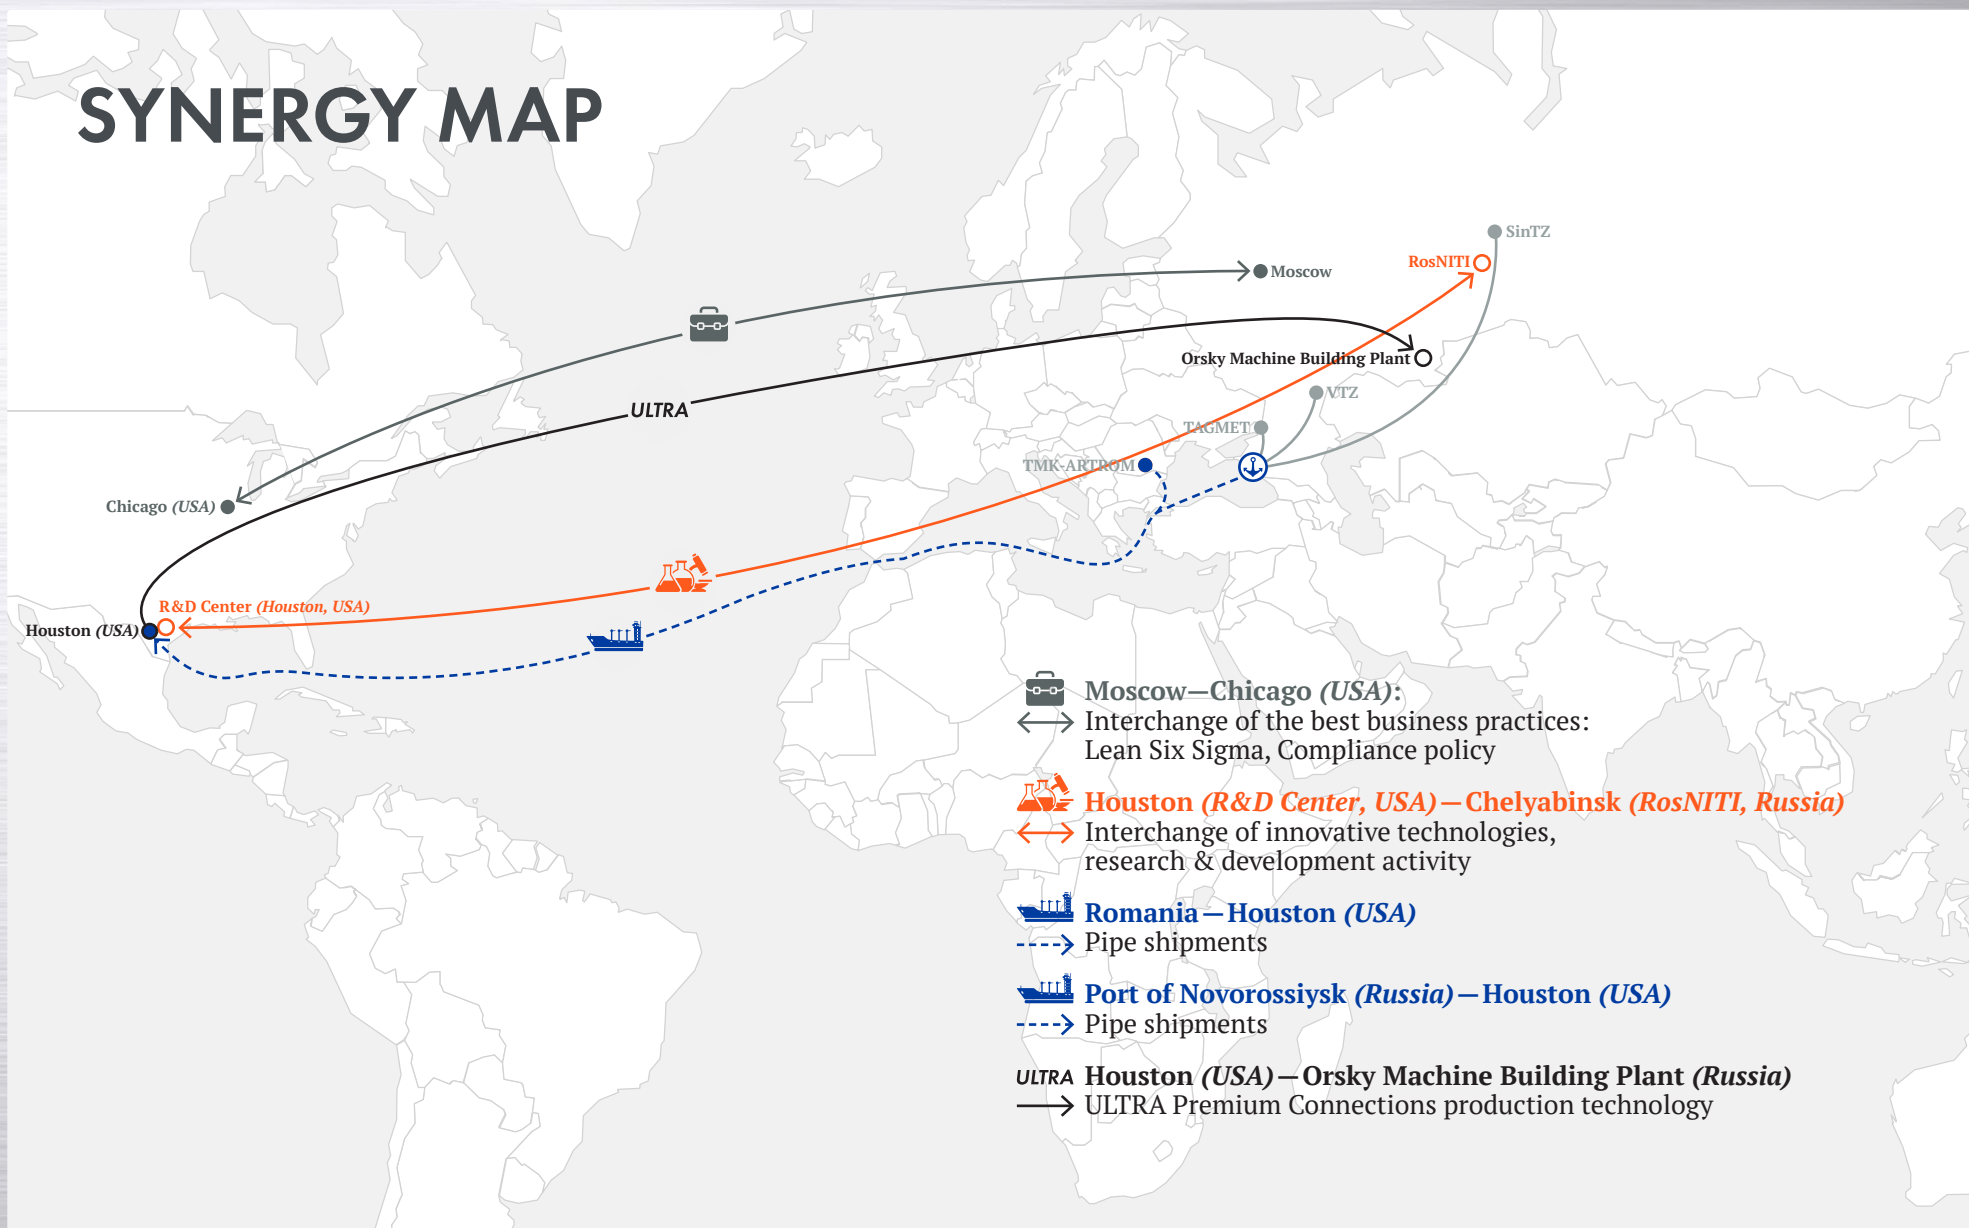 SYNERGY MAP
SinTZ
RosNITI
Moscow
Orsky Machine Building Plant
VTZ
ULTRA
TAGMET
TMK-ARTROM
Chicago (USA)
R&D Center (Houston, USA)
Houston (USA)
Moscow—Chicago (USA):
Interchange of the best business practices:
Lean Six Sigma, Compliance policy
Houston (R&D Center, USA)—Chelyabinsk (RosNITI, Russia)
Interchange of innovative technologies,
research & development activity
Romania—Houston (USA)
Pipe shipments
Port of Novorossiysk (Russia)—Houston (USA)
Pipe shipments
ULTRA Houston (USA)—Orsky Machine Building Plant (Russia)
ULTRA Premium Connections production technology